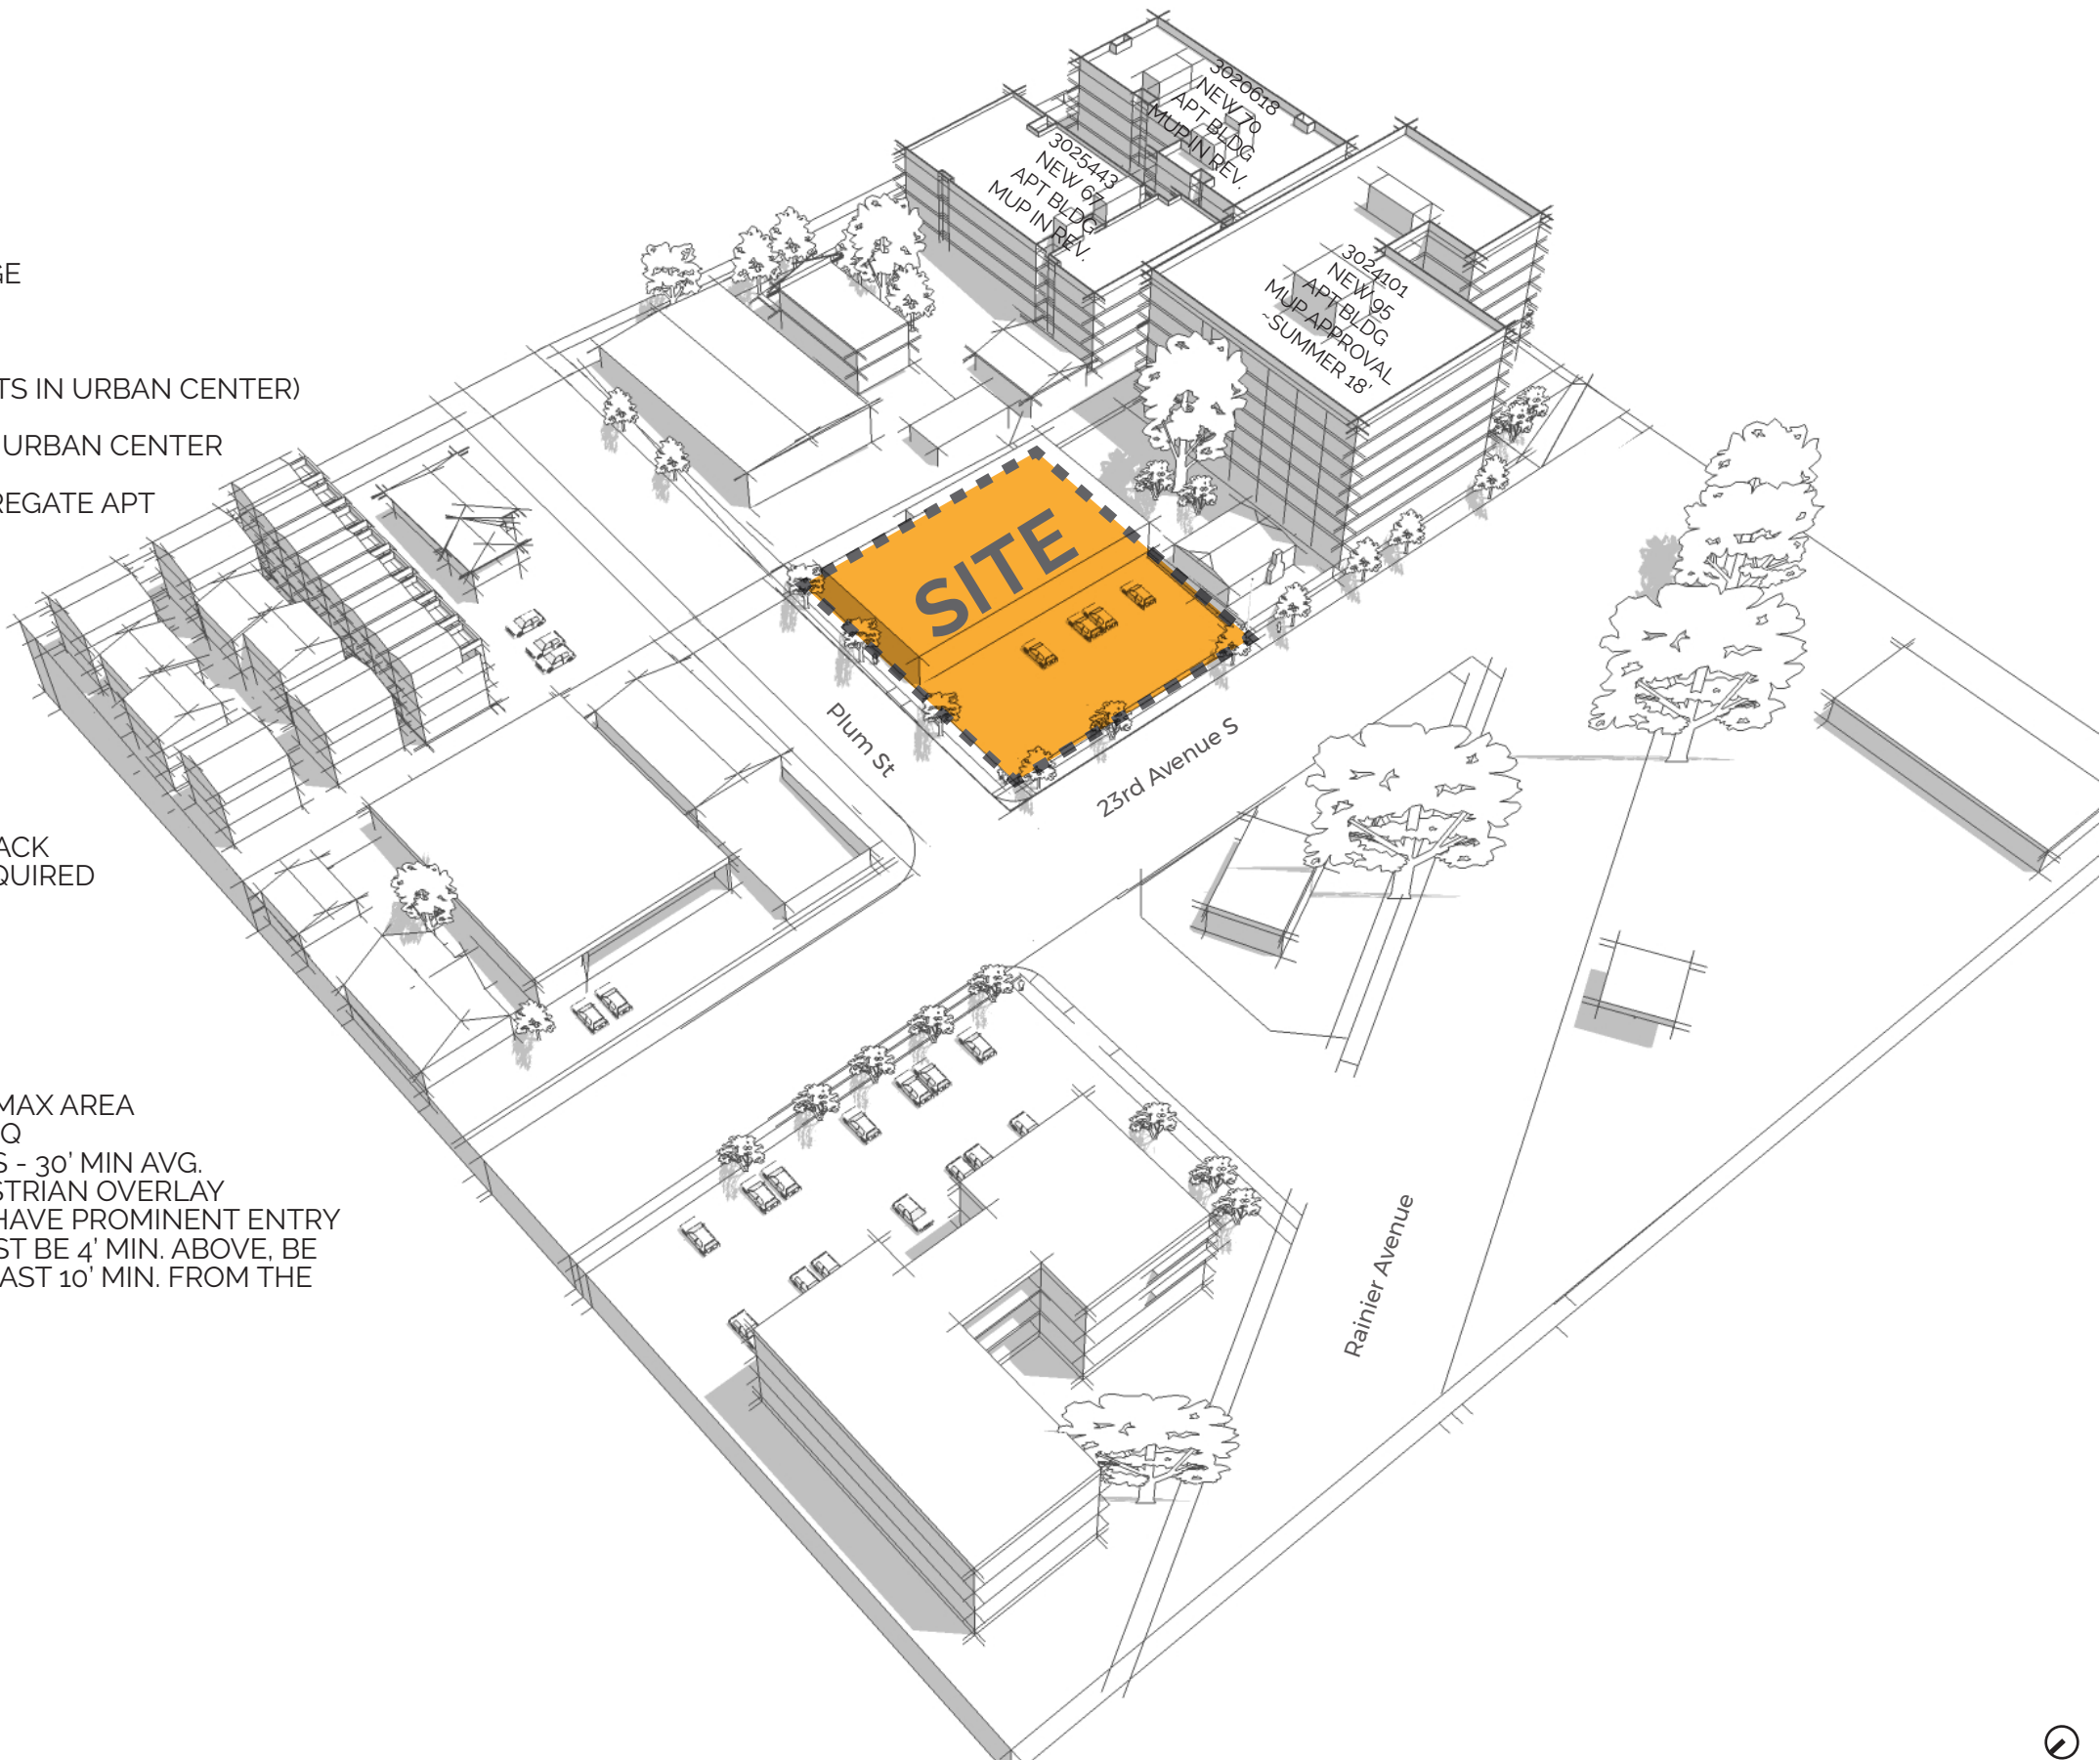 GE
TS IN URBAN CENTER)
URBAN CENTER
REGATE APT
ACK
QUIRED
MAX AREA
Q
S - 30' MIN AVG.
STRIAN OVERLAY
HAVE PROMINENT ENTRY
ST BE 4' MIN. ABOVE, BE
AST 10' MIN. FROM THE
3020618
NEW 70
APT BLDG
MUP IN REV.
3025443
NEW 67
APT BLDG
MUP IN REV.
3024101
NEW 95
APT BLDG
MUP APPROVAL
~SUMMER 18'
SITE
Plum St
23rd Avenue S
Rainier Avenue